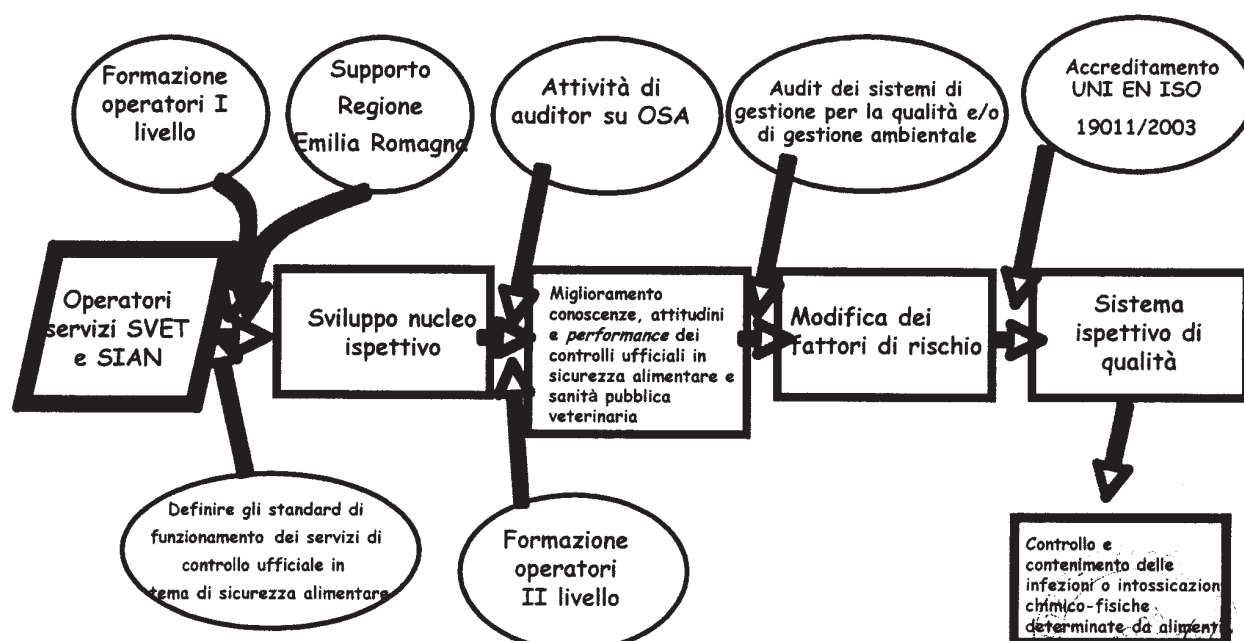 Formazione
operatori I
livello
Supporto
Regione
Emilia Romagna
Attività di
auditor su OSA
Audit dei sistemi di
gestione per la qualità e/o
di gestione ambientale
Accreditamento
UNI EN ISO
19011/2003
Operatori
servizi SVET
e SIAN
Sviluppo nucleo
ispettivo
Miglioramento
conoscenze, attitudini
e performance dei
controlli ufficiali in
sicurezza alimentare e
sanità pubblica
veterinaria
Modifica dei
fattori di rischio
Sistema
ispettivo di
qualità
Definire gli standard di
funzionamento dei servizi di
controllo ufficiale in
tema di sicurezza alimentare
Formazione
operatori
II livello
Controllo e
contenimento delle
infezioni o intossicazion
chimico-fisiche
determinate da alimenti